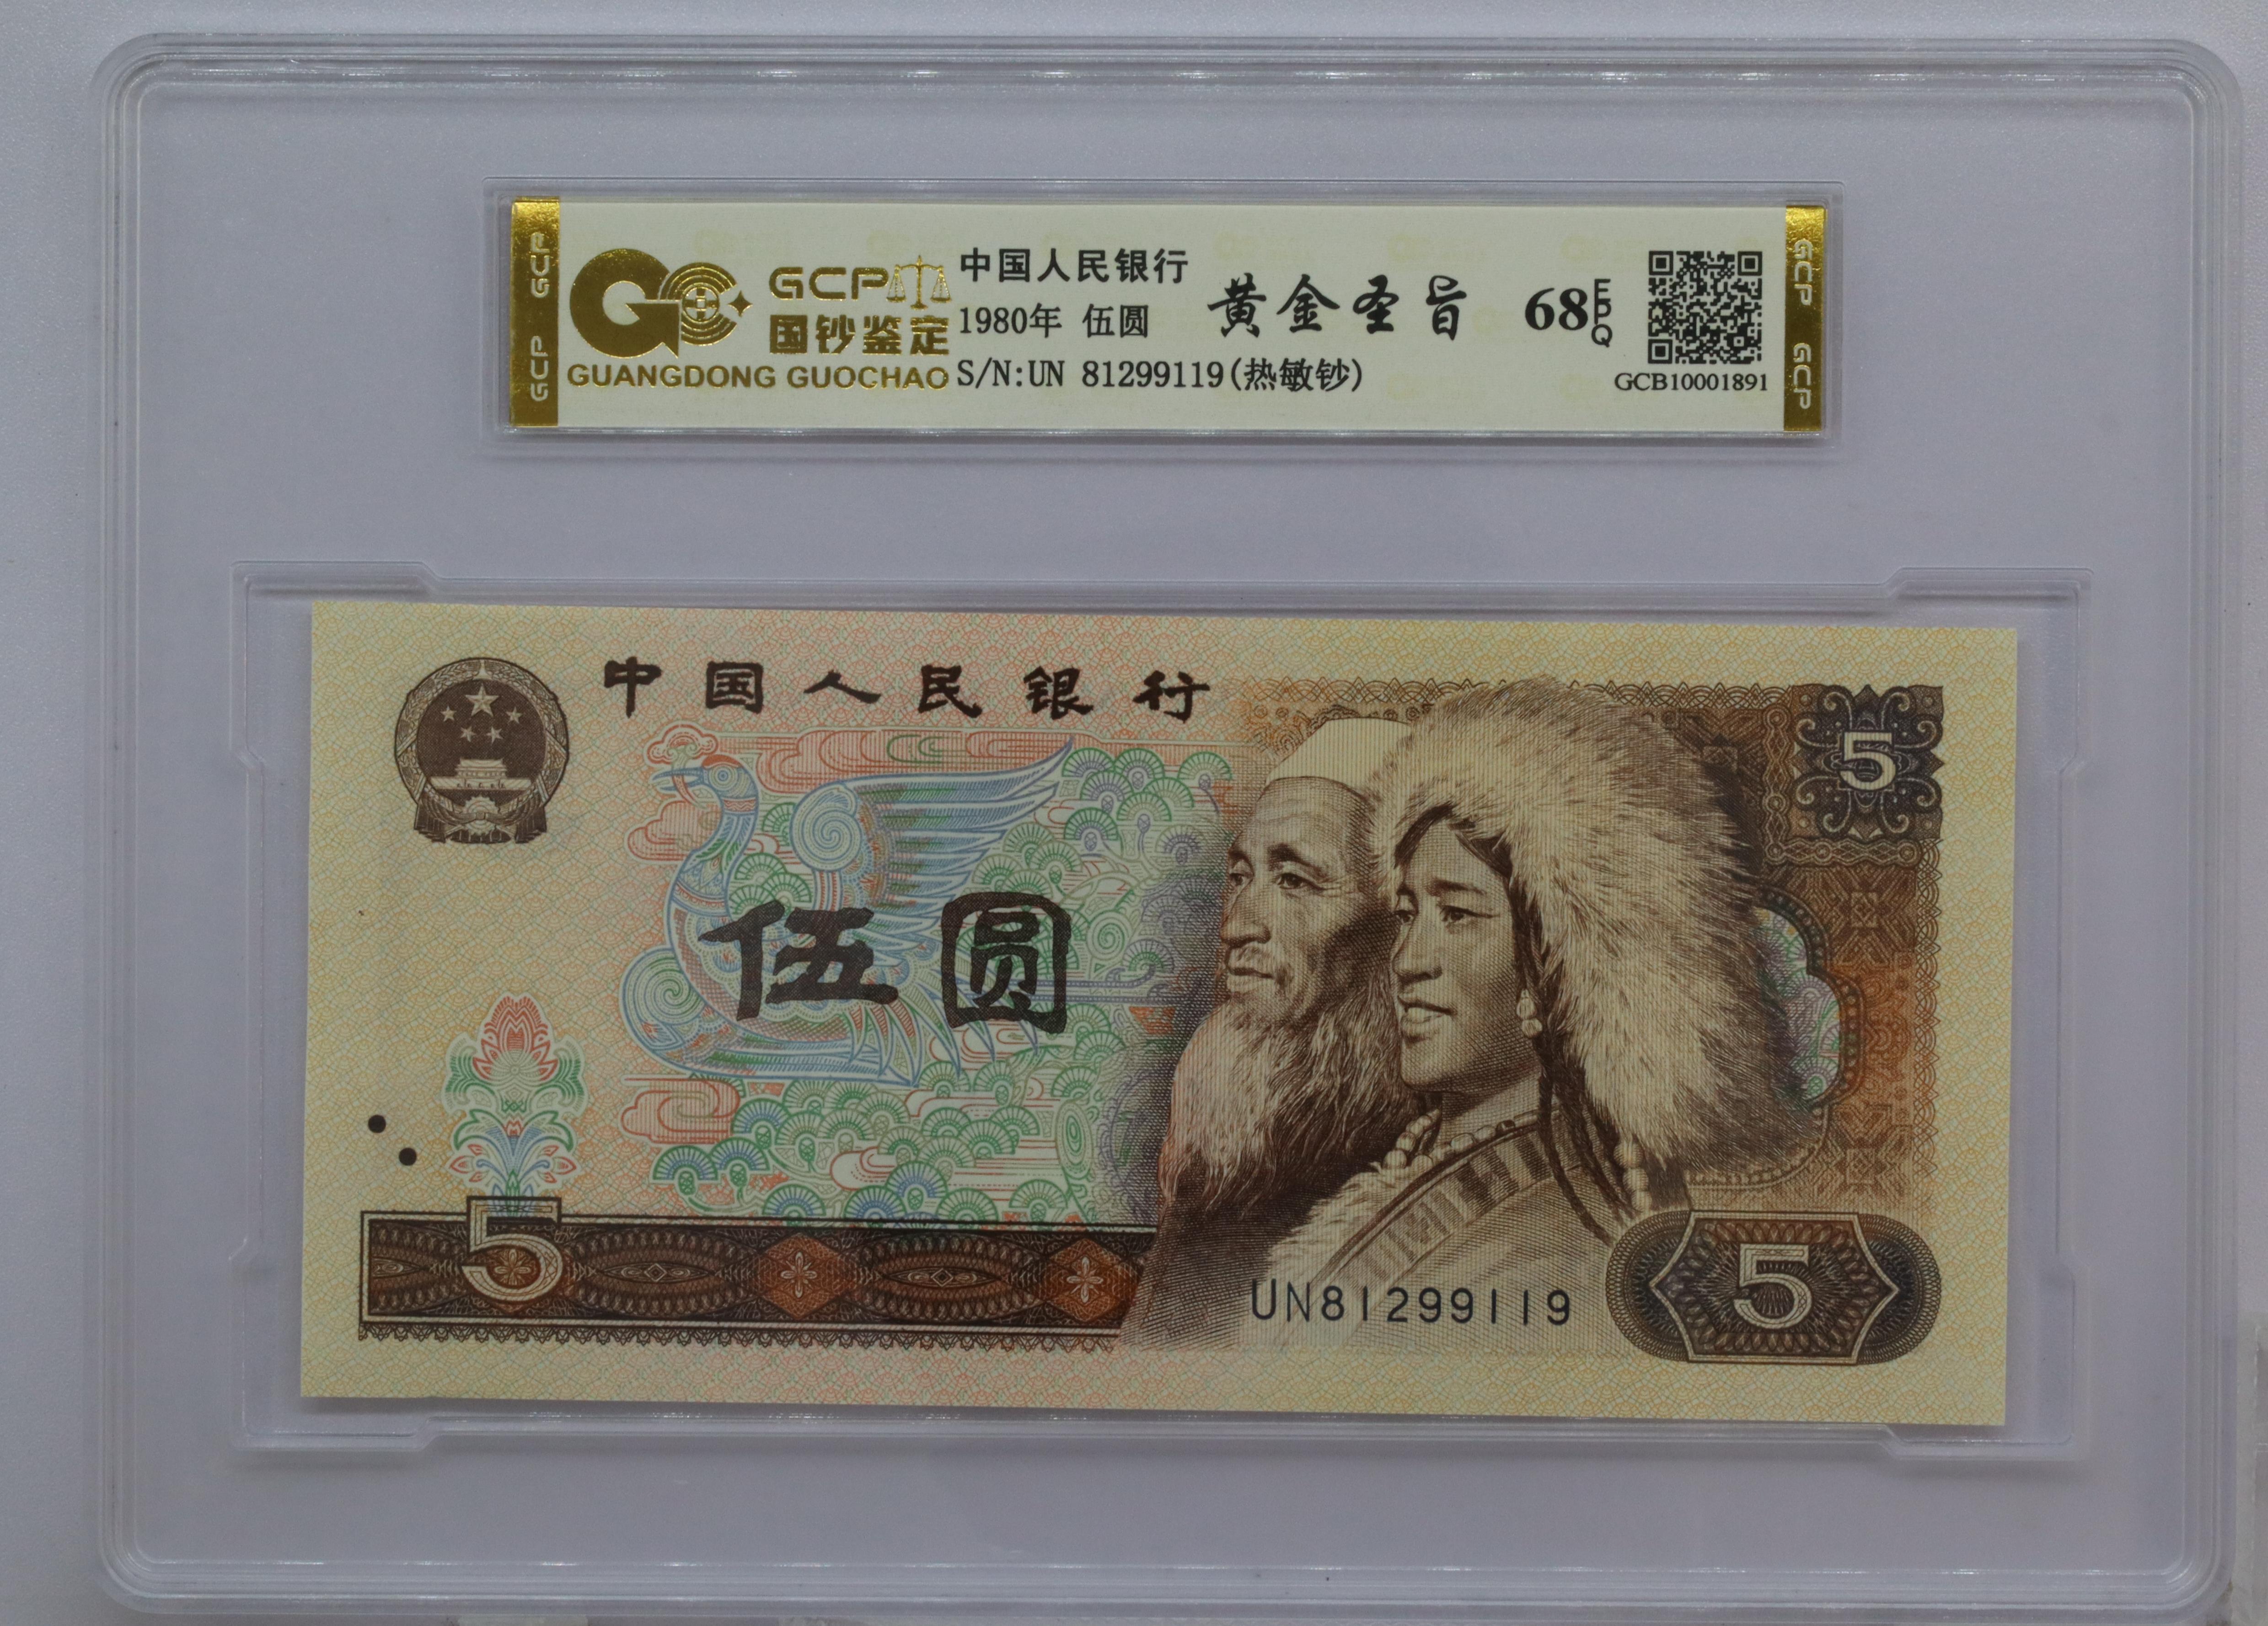 GCP GCP
GCP
国钞鉴定
GUANGDONG GUOCHAO
中国人民银行
1980年 伍圆
S/N:UN 81299119(热敏钞)
黄金圣旨
68EPQ
GCB10001891
GCP GCP
中国人民银行
5
伍圆
5
UN81299119
5